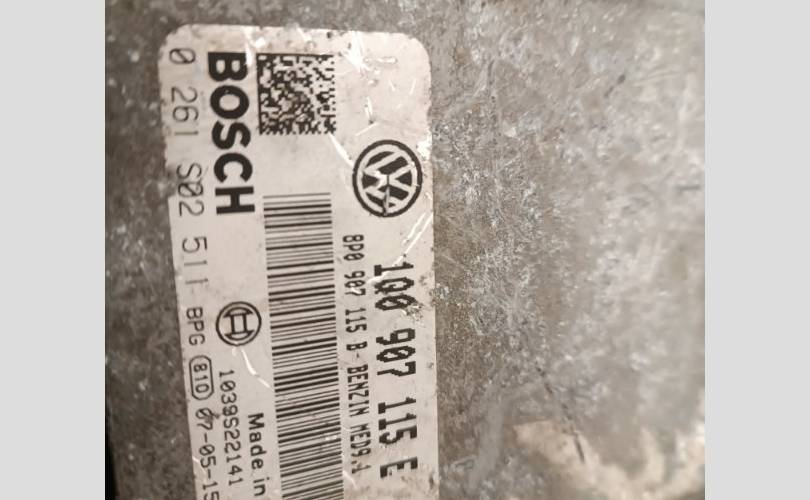 1Q0 907 115 E
8P0 907 115 B BENZIN MED9.1
BOSCH
0 261 S02 511 BPG 810 07-05-15
1039S22141
Made in